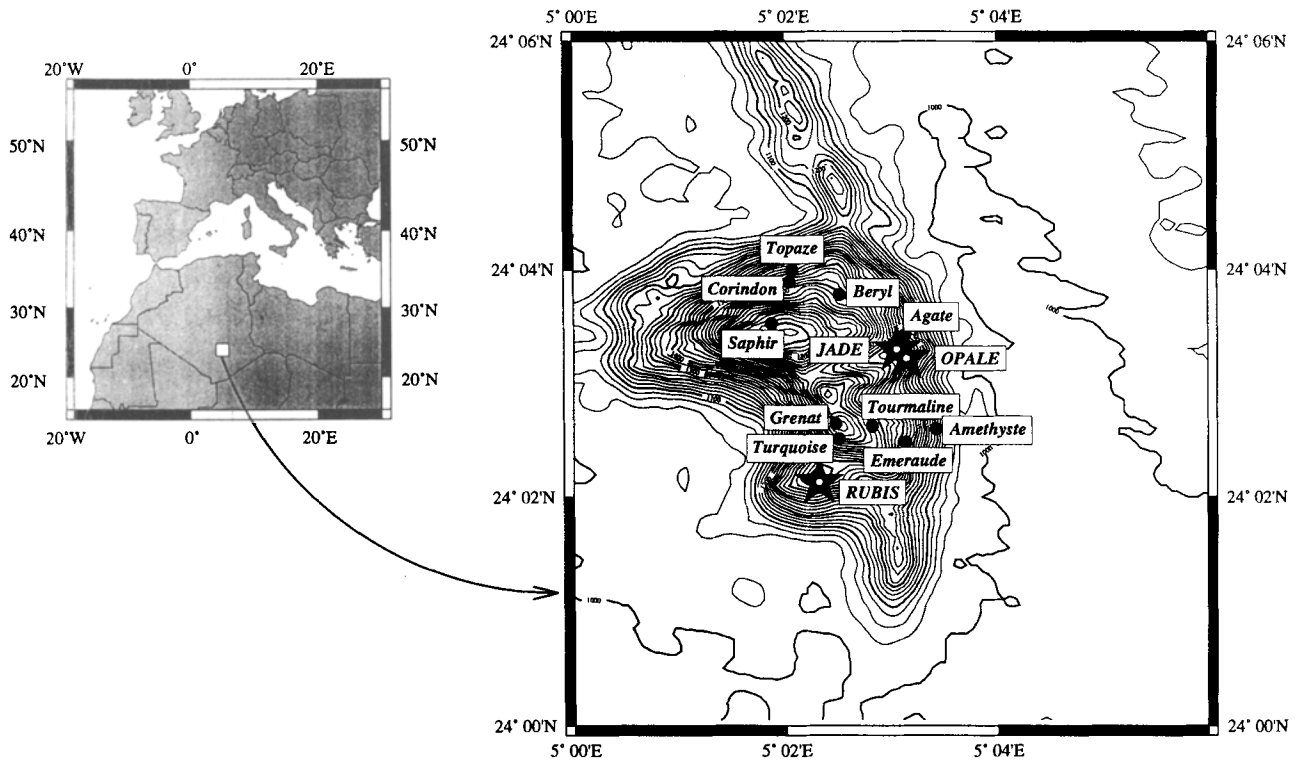 20°W 0° 20°E
50°N 50°N
40°N 40°N
30°N 30°N
20°N 20°N
20°W 0° 20°E
5° 00'E 5° 02'E 5° 04'E
24° 06'N 24° 06'N
1000
Topaze
24° 04'N 24° 04'N
Corindon
Beryl
Agate
Saphir
JADE
OPALE
1100
Grenat
Tourmaline
Amethyste
Turquoise
Emeraude
1000
RUBIS
24° 02'N 24° 02'N
1000
24° 00'N 24° 00'N
5° 00'E 5° 02'E 5° 04'E